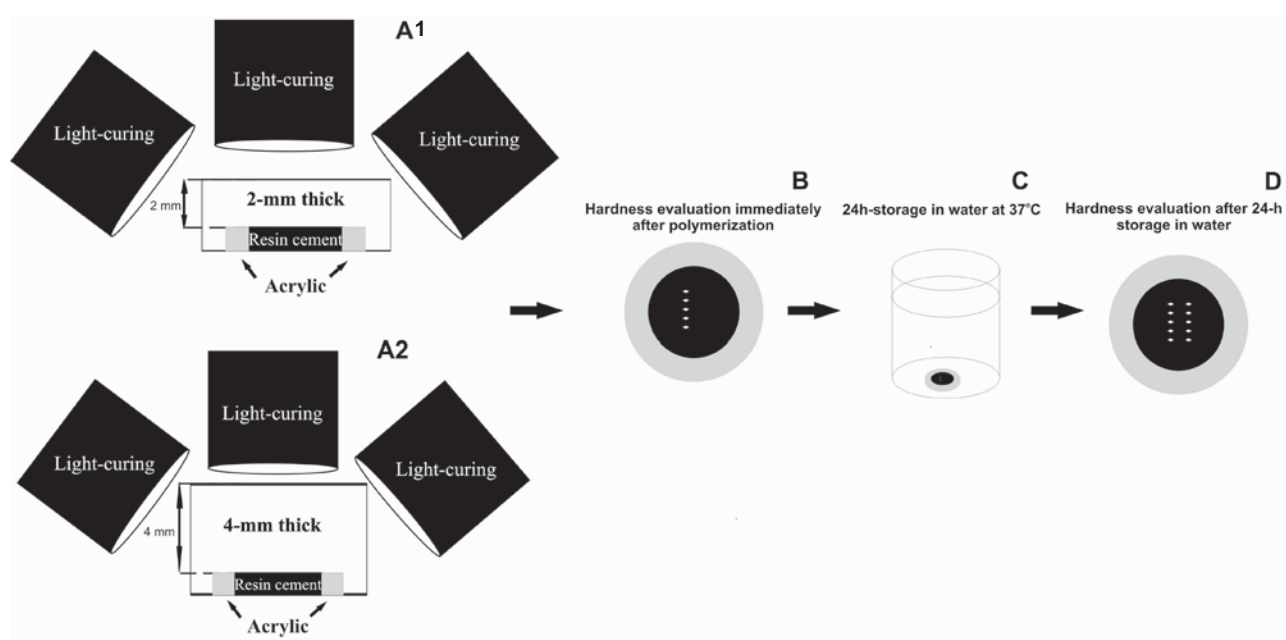 A1
Light-curing
Light-curing
Light-curing
2 mm
2-mm thick
Resin cement
Acrylic
A2
Light-curing
Light-curing
Light-curing
4 mm
4-mm thick
Resin cement
Acrylic
B
Hardness evaluation immediately
after polymerization
C
24h-storage in water at 37°C
D
Hardness evaluation after 24-h
storage in water